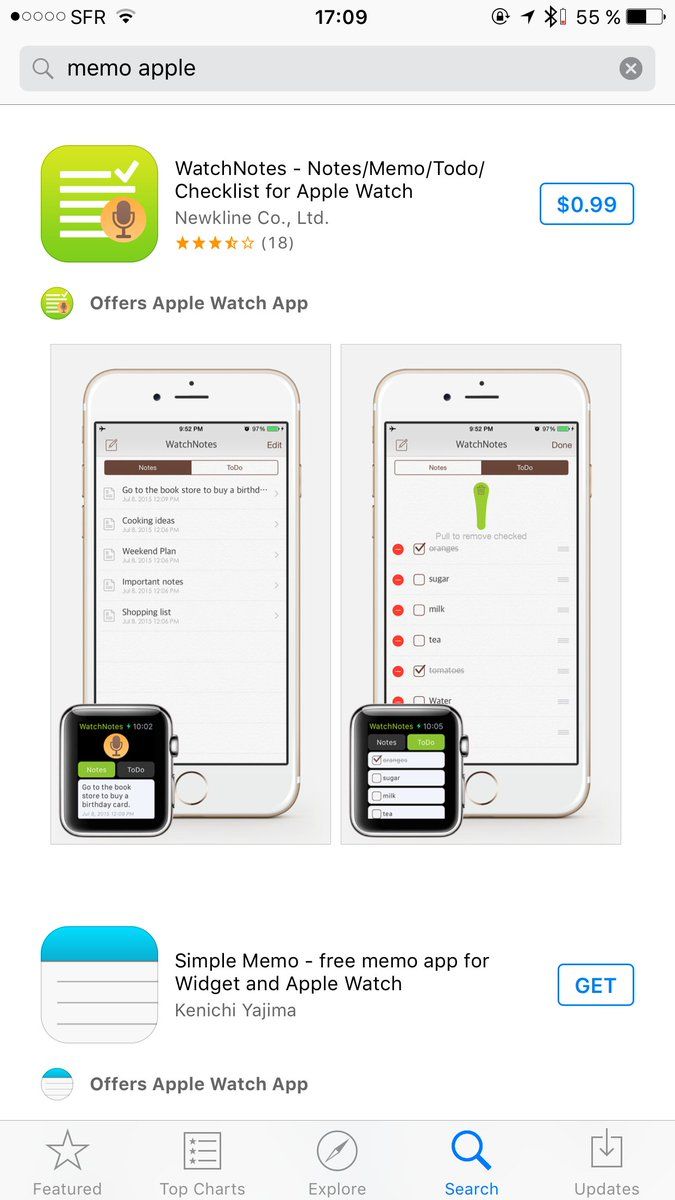 SFR 17:09 55 %
memo apple
WatchNotes - Notes/Memo/Todo/
Checklist for Apple Watch
Newkline Co., Ltd.
(18)
$0.99
Offers Apple Watch App
9:52 PM 97%
WatchNotes Edit
Notes ToDo
Go to the book store to buy a birthd…
Jul 8, 2015 12:09 PM
Cooking ideas
Jul 8, 2015 12:06 PM
Weekend Plan
Jul 8, 2015 12:06 PM
Important notes
Jul 8, 2015 12:06 PM
Shopping list
Jul 8, 2015 12:06 PM
WatchNotes 10:02
Notes ToDo
Go to the book
store to buy a
birthday card.
Jul 8, 2015 12:09 PM
9:52 PM 97%
WatchNotes Done
Notes ToDo
Pull to remove checked
oranges
sugar
milk
tea
tomatoes
Water
WatchNotes 10:05
Notes ToDo
oranges
sugar
milk
tea
Simple Memo - free memo app for
Widget and Apple Watch
Kenichi Yajima
GET
Offers Apple Watch App
Featured Top Charts Explore Search Updates